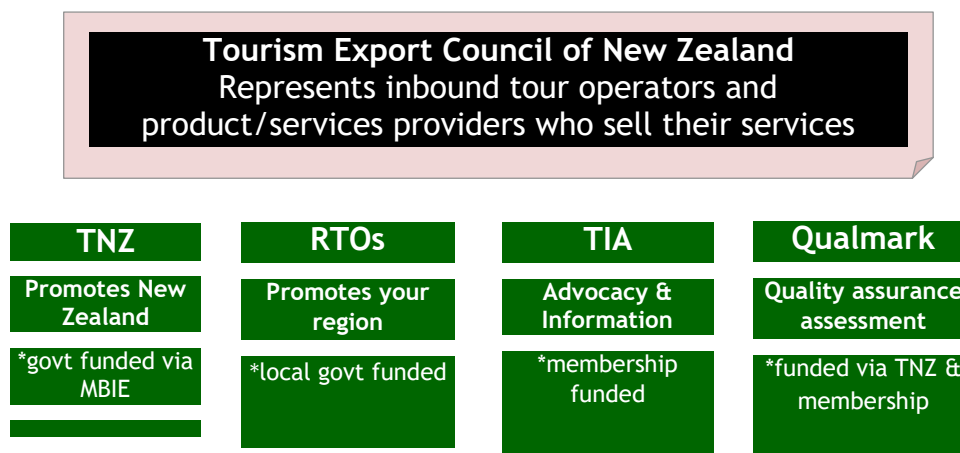 Tourism Export Council of New Zealand
Represents inbound tour operators and
product/services providers who sell their services
TNZ
Promotes New
Zealand
*govt funded via
MBIE
RTOs
Promotes your
region
*local govt funded
TIA
Advocacy &
Information
*membership
funded
Qualmark
Quality assurance
assessment
*funded via TNZ &
membership